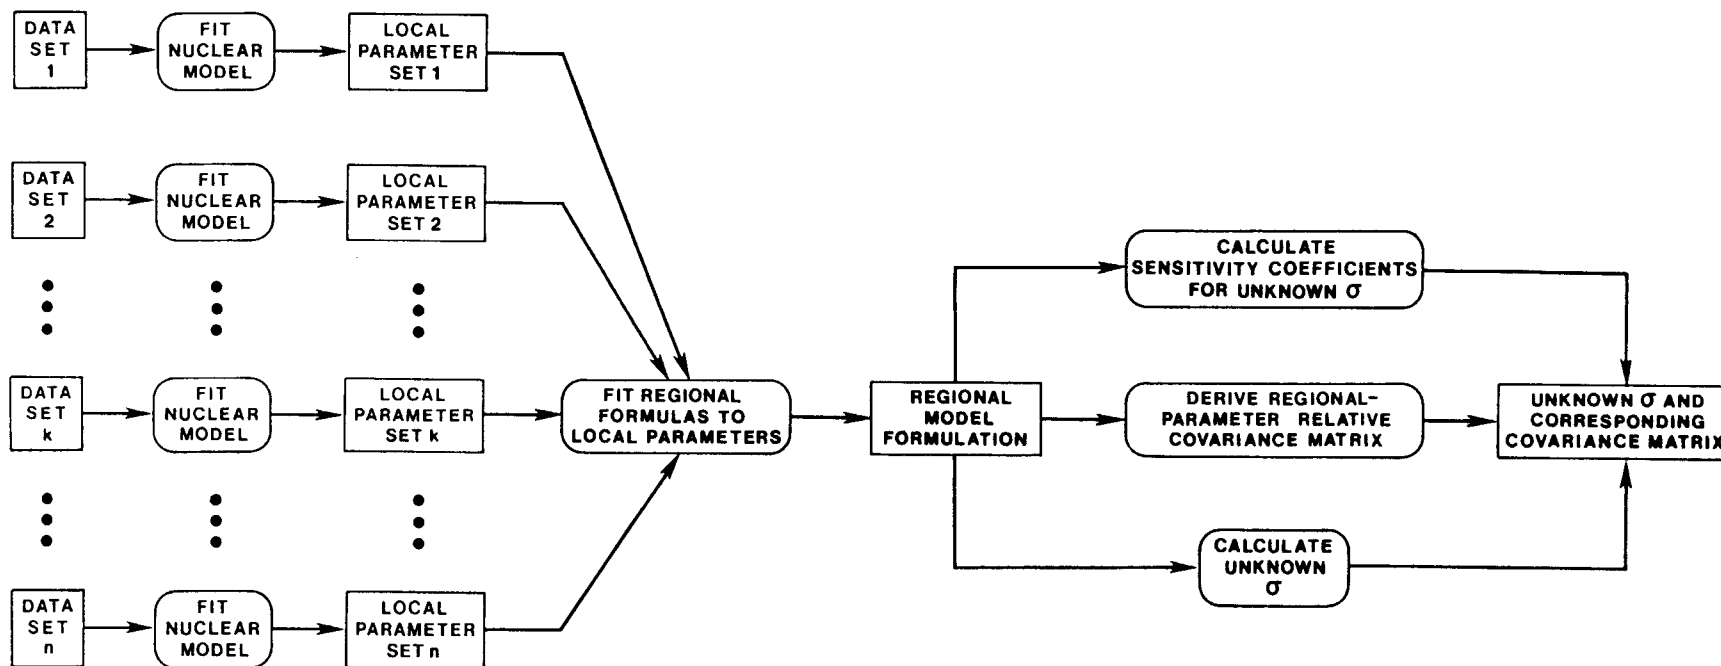 DATA
SET
1
FIT
NUCLEAR
MODEL
LOCAL
PARAMETER
SET 1
DATA
SET
2
FIT
NUCLEAR
MODEL
LOCAL
PARAMETER
SET 2
DATA
SET
k
FIT
NUCLEAR
MODEL
LOCAL
PARAMETER
SET k
DATA
SET
n
FIT
NUCLEAR
MODEL
LOCAL
PARAMETER
SET n
FIT REGIONAL
FORMULAS TO
LOCAL PARAMETERS
REGIONAL
MODEL
FORMULATION
CALCULATE
SENSITIVITY COEFFICIENTS
FOR UNKNOWN σ
DERIVE REGIONAL-
PARAMETER RELATIVE
COVARIANCE MATRIX
CALCULATE
UNKNOWN
σ
UNKNOWN σ AND
CORRESPONDING
COVARIANCE MATRIX